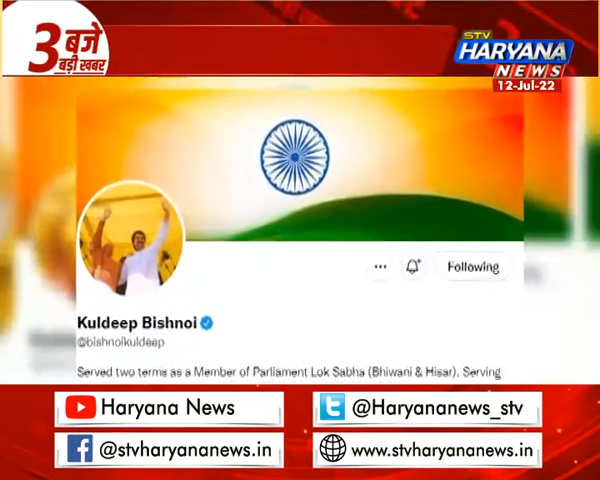 3 बजे
बड़ी खबर
STV
HARYANA
NEWS
12-Jul-22
Following
Kuldeep Bishnoi
@bishnoikuldeep
Served two terms as a Member of Parliament Lok Sabha (Bhiwani & Hisar). Serving
Haryana News
@Haryananews_stv
@stvharyananews.in
www.stvharyananews.in